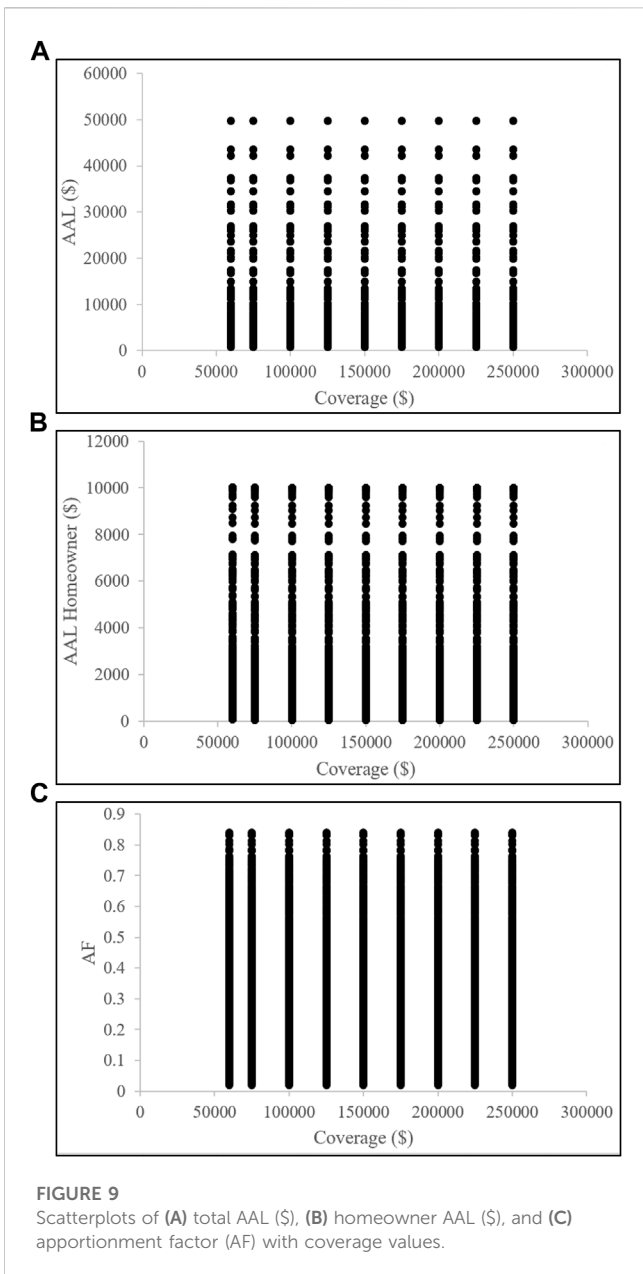 A
60000
50000
40000
30000
20000
10000
0
AAL ($)
0 50000 100000 150000 200000 250000 300000
Coverage ($)
B
12000
10000
8000
6000
4000
2000
0
AAL Homeowner ($)
0 50000 100000 150000 200000 250000 300000
Coverage ($)
C
0.9
0.8
0.7
0.6
0.5
0.4
0.3
0.2
0.1
0
AF
0 50000 100000 150000 200000 250000 300000
Coverage ($)
FIGURE 9
Scatterplots of (A) total AAL ($), (B) homeowner AAL ($), and (C)
apportionment factor (AF) with coverage values.